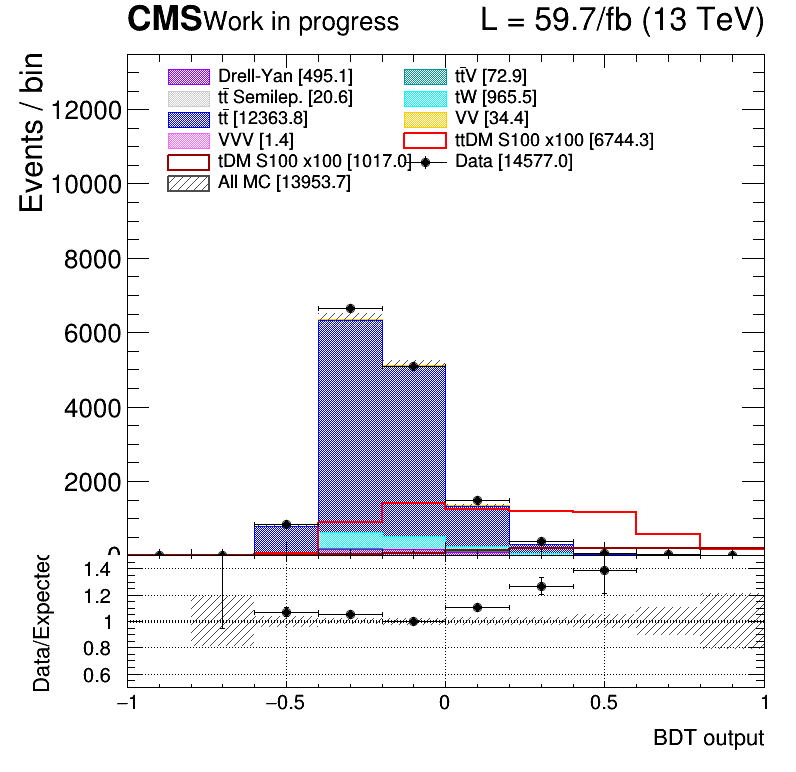 CMS Work in progress L = 59.7/fb (13 TeV)
Events / bin
Drell-Yan [495.1] tt̄V [72.9]
tt̄ Semilep. [20.6] tW [965.5]
tt̄ [12363.8] VV [34.4]
VVV [1.4] ttDM S100 x100 [6744.3]
tDM S100 x100 [1017.0] Data [14577.0]
All MC [13953.7]
12000
10000
8000
6000
4000
2000
0
Data/Expected
1.4
1.2
1
0.8
0.6
−1 −0.5 0 0.5 1
BDT output